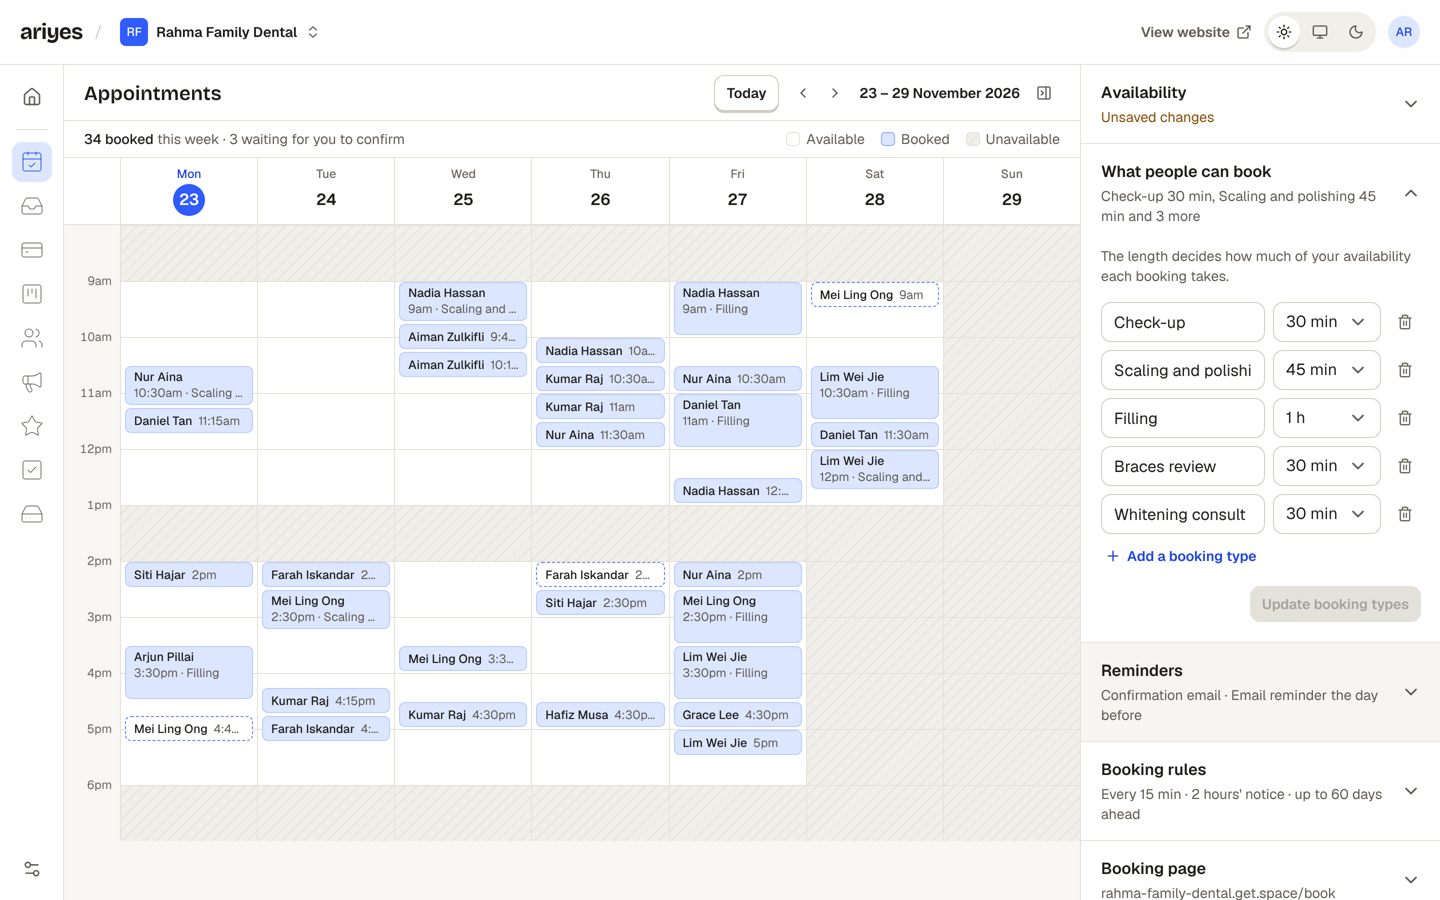 ariyes / RF Rahma Family Dental
View website
AR
Appointments
Today
23 – 29 November 2026
34 booked this week · 3 waiting for you to confirm
Available
Booked
Unavailable
Mon 23
Tue 24
Wed 25
Thu 26
Fri 27
Sat 28
Sun 29
9am
10am
11am
12pm
1pm
2pm
3pm
4pm
5pm
6pm
Nur Aina
10:30am · Scaling ...
Daniel Tan 11:15am
Siti Hajar 2pm
Arjun Pillai
3:30pm · Filling
Mei Ling Ong 4:4...
Farah Iskandar 2...
Mei Ling Ong
2:30pm · Scaling ...
Kumar Raj 4:15pm
Farah Iskandar 4:...
Nadia Hassan
9am · Scaling and ...
Aiman Zulkifli 9:4...
Aiman Zulkifli 10:1...
Mei Ling Ong 3:3...
Kumar Raj 4:30pm
Nadia Hassan 10a...
Kumar Raj 10:30a...
Kumar Raj 11am
Nur Aina 11:30am
Farah Iskandar 2...
Siti Hajar 2:30pm
Hafiz Musa 4:30p...
Nadia Hassan
9am · Filling
Nur Aina 10:30am
Daniel Tan
11am · Filling
Nadia Hassan 12:...
Nur Aina 2pm
Mei Ling Ong
2:30pm · Filling
Lim Wei Jie
3:30pm · Filling
Grace Lee 4:30pm
Lim Wei Jie 5pm
Mei Ling Ong 9am
Lim Wei Jie
10:30am · Filling
Daniel Tan 11:30am
Lim Wei Jie
12pm · Scaling and...
Availability
Unsaved changes
What people can book
Check-up 30 min, Scaling and polishing 45
min and 3 more
The length decides how much of your availability
each booking takes.
Check-up 30 min
Scaling and polishi 45 min
Filling 1 h
Braces review 30 min
Whitening consult 30 min
Add a booking type
Update booking types
Reminders
Confirmation email · Email reminder the day
before
Booking rules
Every 15 min · 2 hours' notice · up to 60 days
ahead
Booking page
rahma-family-dental.get.space/book